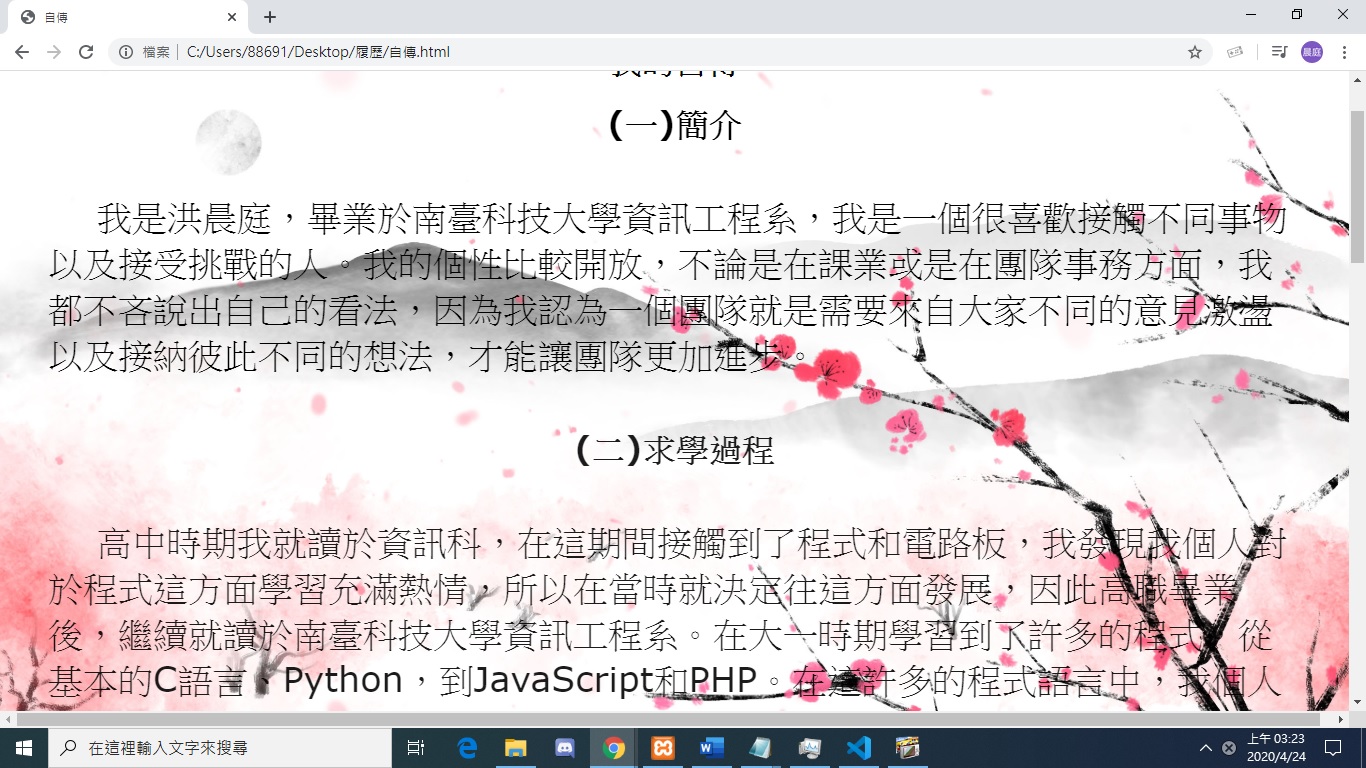 自傳
檔案
C:/Users/88691/Desktop/履歷/自傳.html
晨庭
我的自傳
(一)簡介
我是洪晨庭，畢業於南臺科技大學資訊工程系，我是一個很喜歡接觸不同事物
以及接受挑戰的人。我的個性比較開放，不論是在課業或是在團隊事務方面，我
都不吝說出自己的看法，因為我認為一個團隊就是需要來自大家不同的意見激盪
以及接納彼此不同的想法，才能讓團隊更加進步。
(二)求學過程
高中時期我就讀於資訊科，在這期間接觸到了程式和電路板，我發現我個人對
於程式這方面學習充滿熱情，所以在當時就決定往這方面發展，因此高職畢業
後，繼續就讀於南臺科技大學資訊工程系。在大一時期學習到了許多的程式，從
基本的C語言、Python，到JavaScript和PHP。在這許多的程式語言中，我個人
在這裡輸入文字來搜尋
上午 03:23
2020/4/24